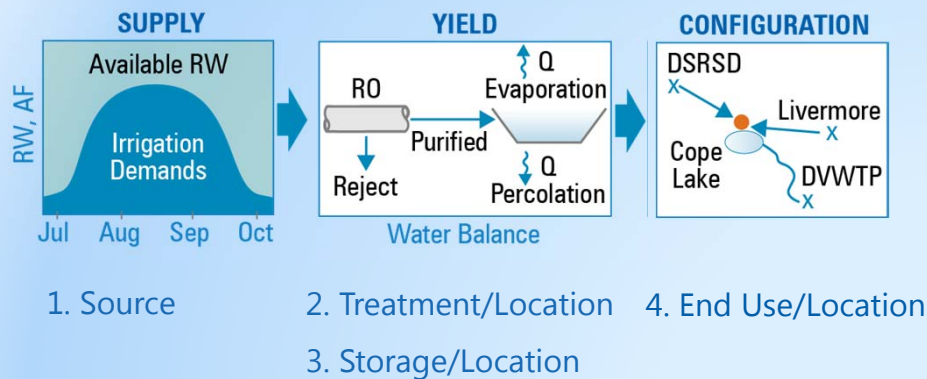 SUPPLY
RW, AF
Available RW
Irrigation
Demands
Jul Aug Sep Oct
YIELD
RO
Q
Evaporation
Purified
Reject
Q
Percolation
Water Balance
CONFIGURATION
DSRSD
X
Livermore
X
Cope
Lake
DVWTP
X
1. Source
2. Treatment/Location
3. Storage/Location
4. End Use/Location